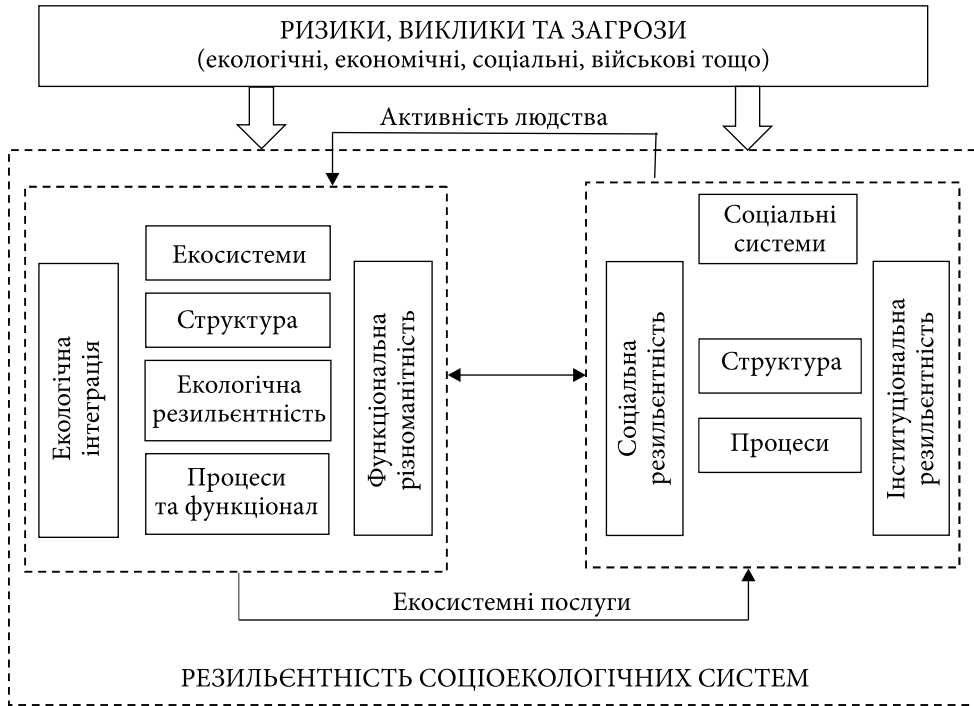 РИЗИКИ, ВИКЛИКИ ТА ЗАГРОЗИ
(екологічні, економічні, соціальні, військові тощо)
Активність людства
Екологічна
інтеграція
Екосистеми
Структура
Екологічна
резильєнтність
Процеси
та функціонал
Функціональна
різноманітність
Соціальна
резильєнтність
Соціальні
системи
Структура
Процеси
Інституціональна
резильєнтність
Екосистемні послуги
РЕЗИЛЬЄНТНІСТЬ СОЦІОЕКОЛОГІЧНИХ СИСТЕМ